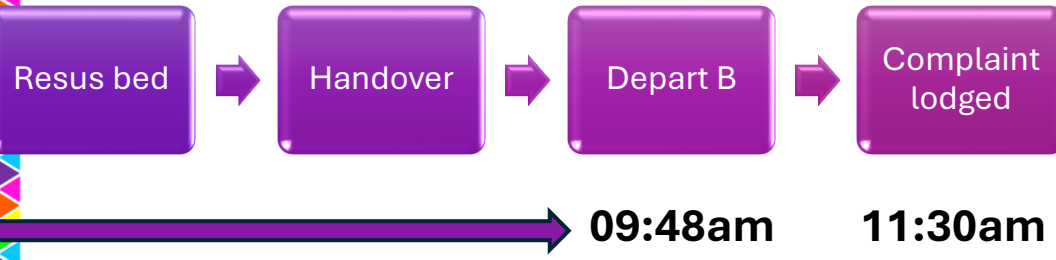 Resus bed
Handover
Depart B
Complaint
lodged
09:48am
11:30am